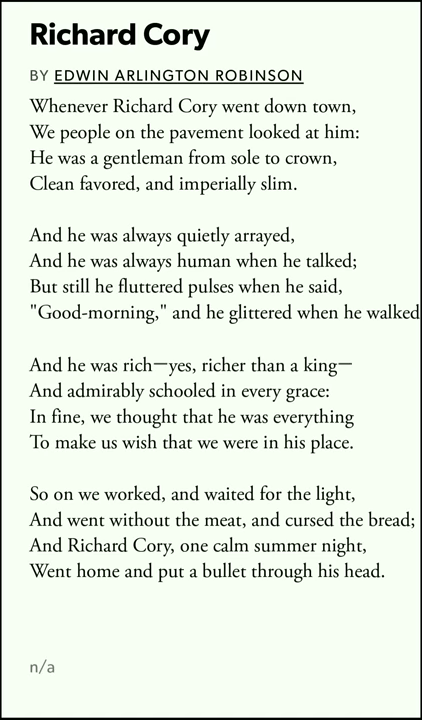 Richard Cory
BY EDWIN ARLINGTON ROBINSON
Whenever Richard Cory went down town,
We people on the pavement looked at him:
He was a gentleman from sole to crown,
Clean favored, and imperially slim.
And he was always quietly arrayed,
And he was always human when he talked;
But still he fluttered pulses when he said,
"Good-morning," and he glittered when he walked
And he was rich—yes, richer than a king—
And admirably schooled in every grace:
In fine, we thought that he was everything
To make us wish that we were in his place.
So on we worked, and waited for the light,
And went without the meat, and cursed the bread;
And Richard Cory, one calm summer night,
Went home and put a bullet through his head.
n/a